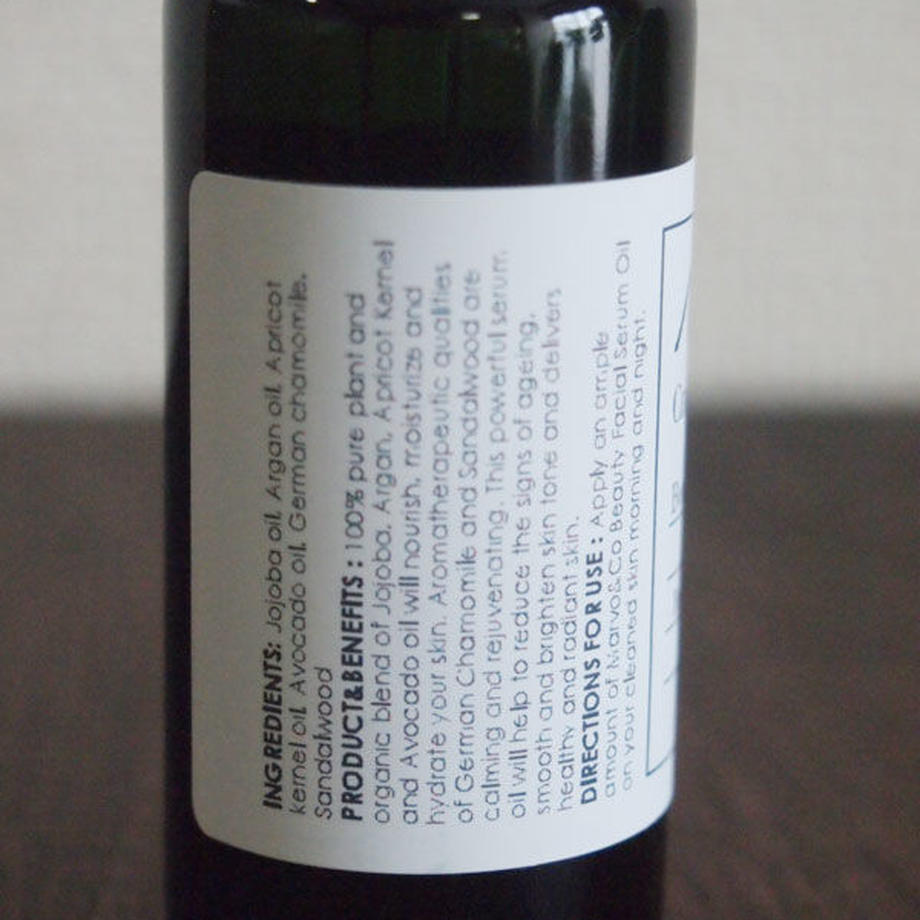 INGREDIENTS: Jojoba oil, Argan oil, Apricot
kernel oil, Avocado oil, German chamomile,
Sandalwood
PRODUCT&BENEFITS : 100% pure plant and
organic blend of Jojoba, Argan, Apricot Kernel
and Avocado oil will nourish, moisturize and
hydrate your skin. Aromatherapeutic qualities
of German Chamomile and Sandalwood are
calming and rejuvenating. This powerful serum
oil will help to reduce the signs of ageing,
smooth and brighten skin tone and delivers
healthy and radiant skin.
DIRECTIONS FOR USE : Apply an ample
amount of Marvo&Co Beauty Facial Serum Oil
on your cleaned skin morning and night.